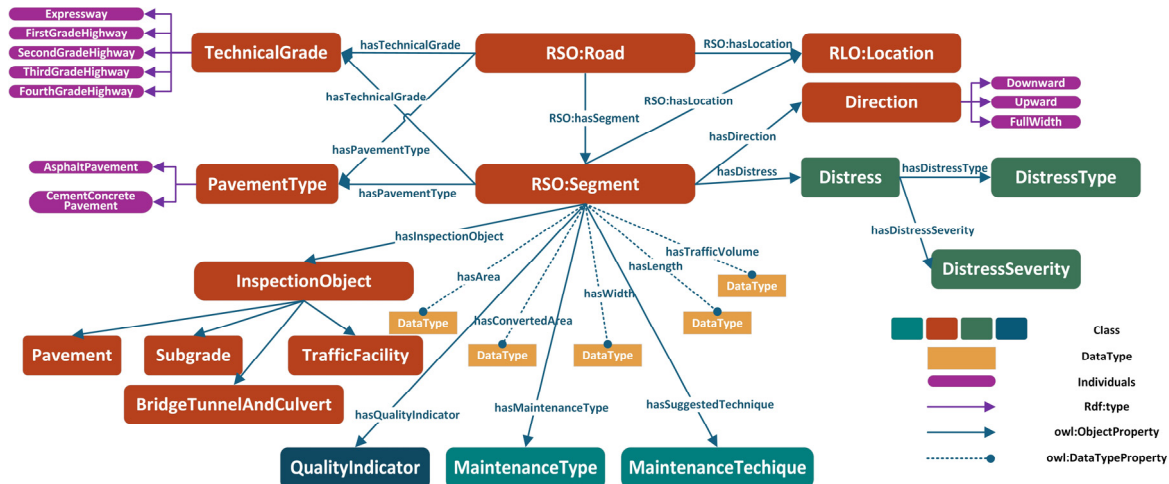 Expressway
FirstGradeHighway
SecondGradeHighway
ThirdGradeHighway
FourthGradeHighway
TechnicalGrade
hasTechnicalGrade
RSO:Road
RSO:hasLocation
RLO:Location
hasTechnicalGrade
RSO:hasSegment
RSO:hasLocation
Direction
Downward
Upward
FullWidth
hasDirection
hasPavementType
AsphaltPavement
CementConcrete
Pavement
PavementType
hasPavementType
RSO:Segment
hasDistress
Distress
hasDistressType
DistressType
hasDistressSeverity
DistressSeverity
hasInspectionObject
InspectionObject
hasArea
DataType
hasConvertedArea
DataType
hasWidth
DataType
hasLength
DataType
hasTrafficVolume
DataType
Pavement
Subgrade
TrafficFacility
BridgeTunnelAndCulvert
hasQualityIndicator
hasMaintenanceType
hasSuggestedTechnique
QualityIndicator
MaintenanceType
MaintenanceTechique
Class
DataType
Individuals
Rdf:type
owl:ObjectProperty
owl:DataTypeProperty